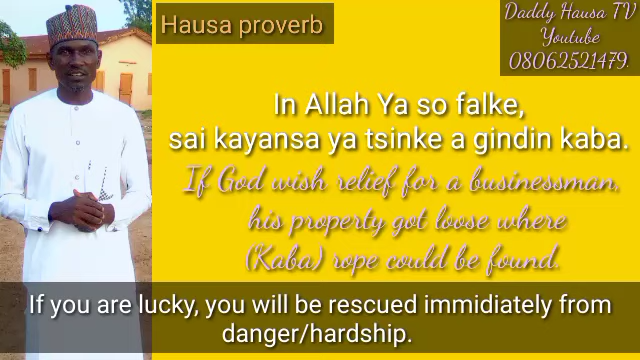 Hausa proverb
Daddy Hausa TV
Youtube
08062521479.
In Allah Ya so falke,
sai kayansa ya tsinke a gindin kaba.
If God wish relief for a businessman,
his property got loose where
(Kaba) rope could be found.
If you are lucky, you will be rescued immidiately from
danger/hardship.